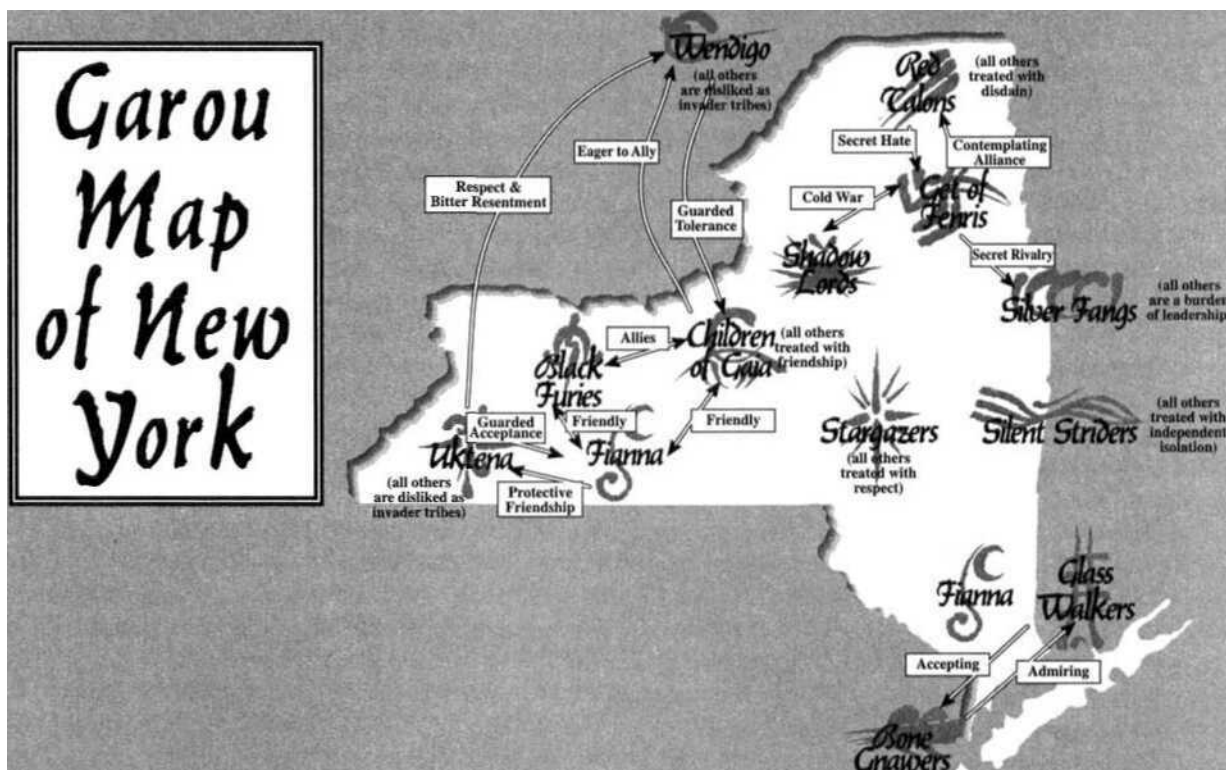 Garou
Map
of New
York
Wendigo
(all others
are disliked as
invader tribes)
Red
Talons
(all others
treated with
disdain)
Secret Hate
Contemplating
Alliance
Eager to Ally
Respect &
Bitter Resentment
Guarded
Tolerance
Cold War
Get of
Fenris
Shadow
Lords
Secret Rivalry
Silver Fangs
(all others
are a burden
of leadership)
Allies
Children
of Gaia
(all others
treated with
friendship)
Black
Furies
Guarded
Acceptance
Friendly
Friendly
Uktena
(all others
are disliked as
invader tribes)
Fianna
Protective
Friendship
Stargazers
(all others
treated with
respect)
Silent Striders
(all others
treated with
independent
isolation)
Fianna
Glass
Walkers
Accepting
Admiring
Bone
Gnawers